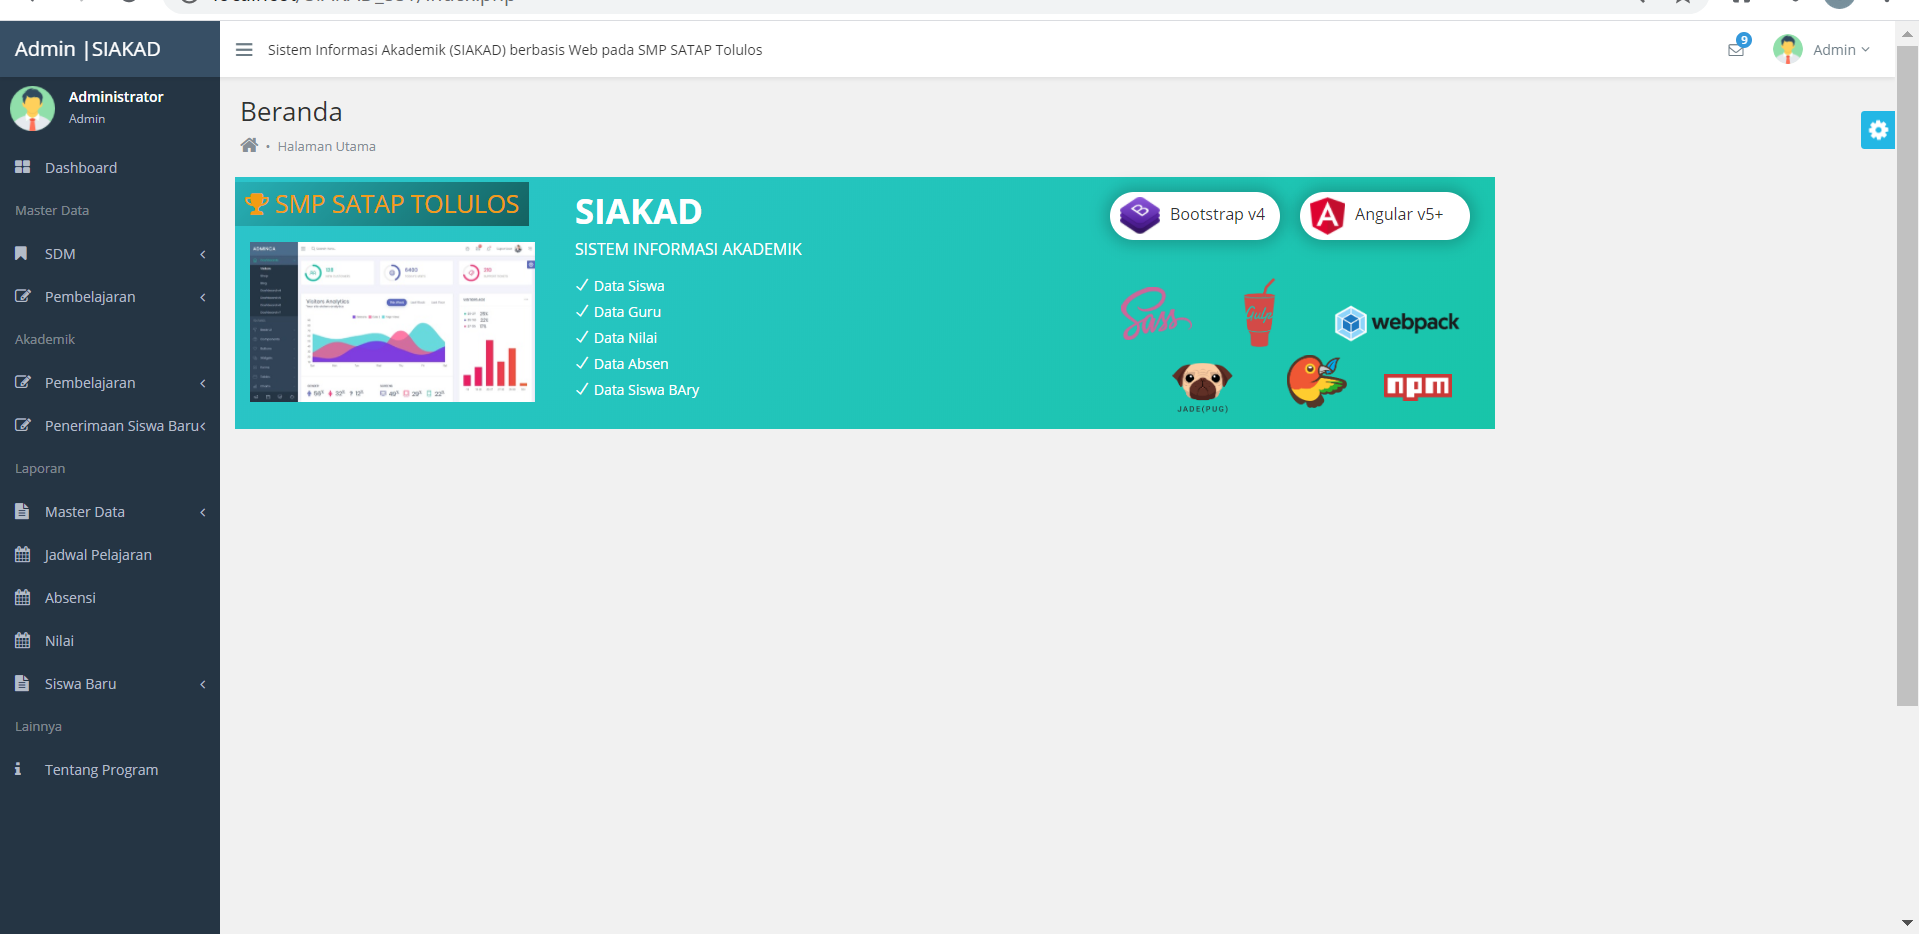 Admin |SIAKAD
Sistem Informasi Akademik (SIAKAD) berbasis Web pada SMP SATAP Tolulos
9
Admin
Administrator
Admin
Dashboard
Master Data
SDM
Pembelajaran
Akademik
Pembelajaran
Penerimaan Siswa Baru
Laporan
Master Data
Jadwal Pelajaran
Absensi
Nilai
Siswa Baru
Lainnya
Tentang Program
Beranda
• Halaman Utama
SMP SATAP TOLULOS
ADMINCA
Visitors Analytics
SIAKAD
SISTEM INFORMASI AKADEMIK
Data Siswa
Data Guru
Data Nilai
Data Absen
Data Siswa BAry
Bootstrap v4
Angular v5+
Sass
Gulp
webpack
JADE(PUG)
npm